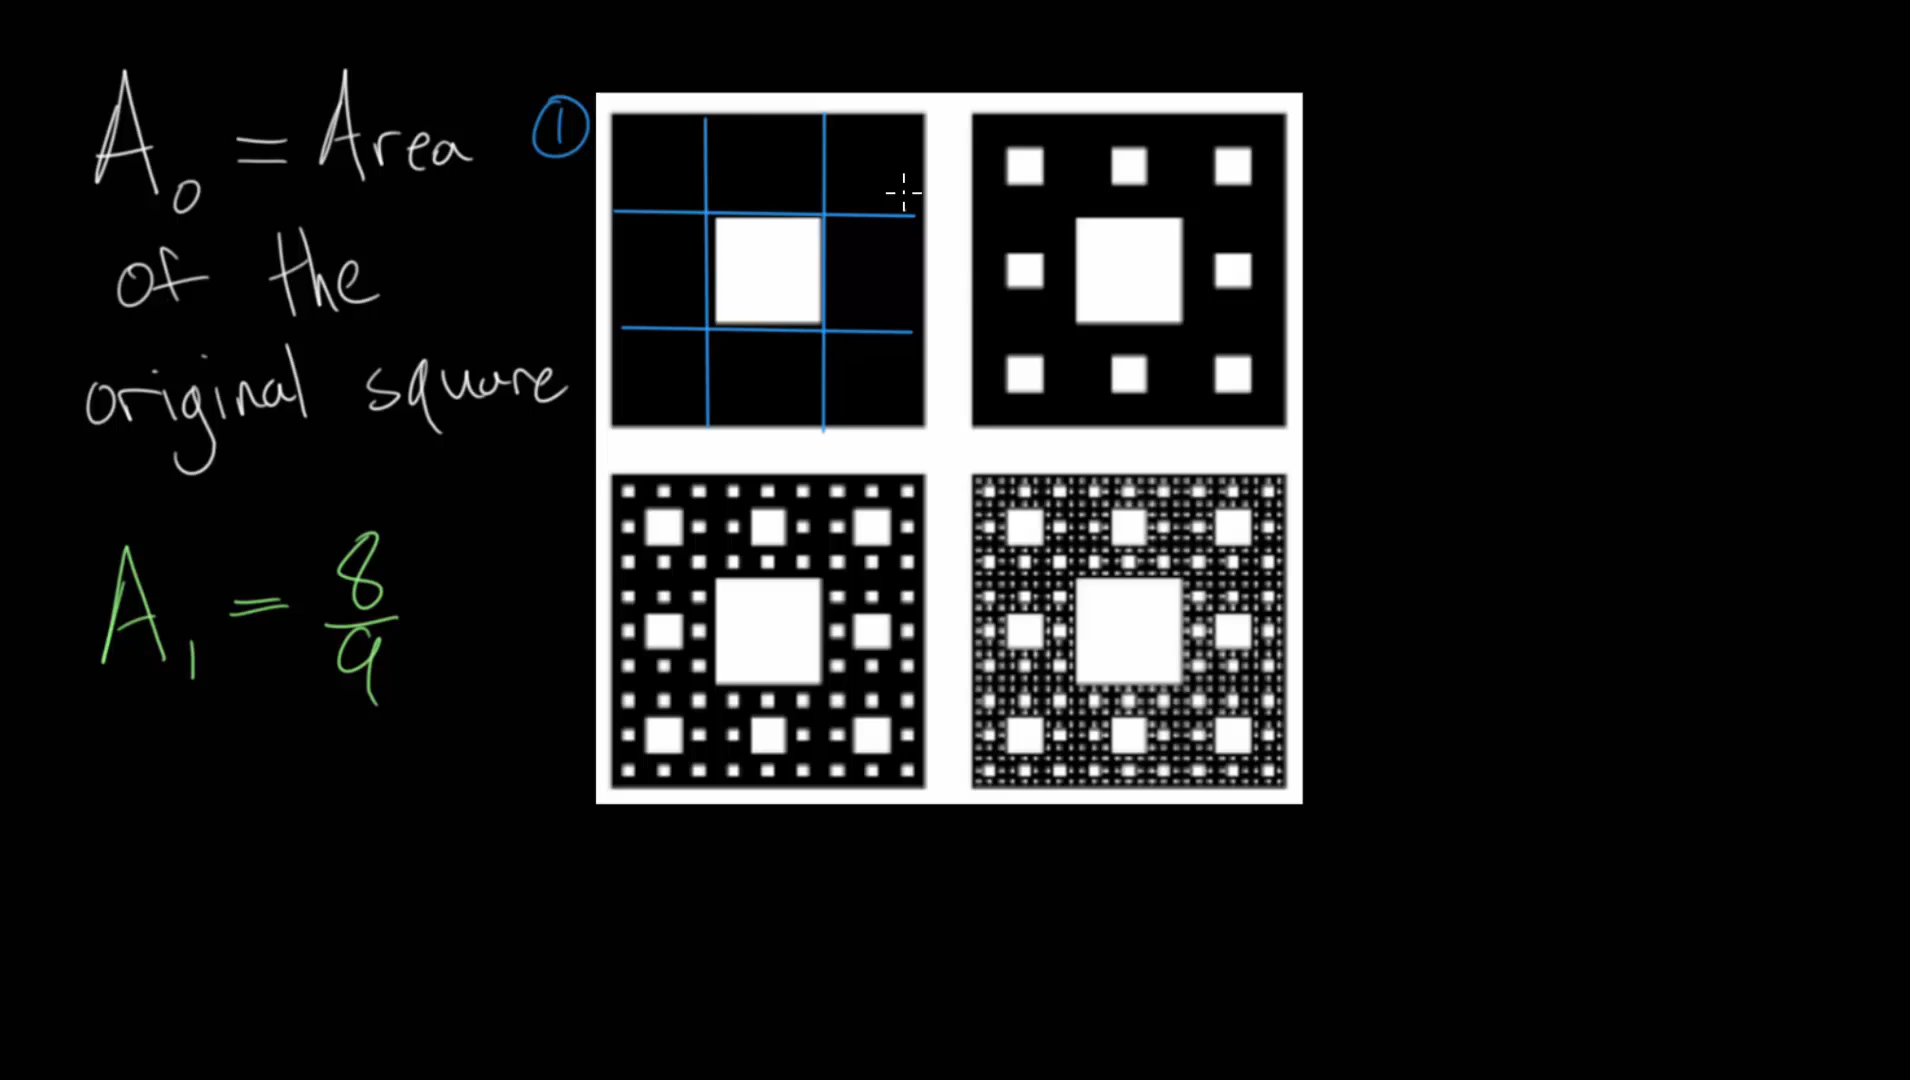 A₀ = Area
of the
original square
A₁ = 8/9
①